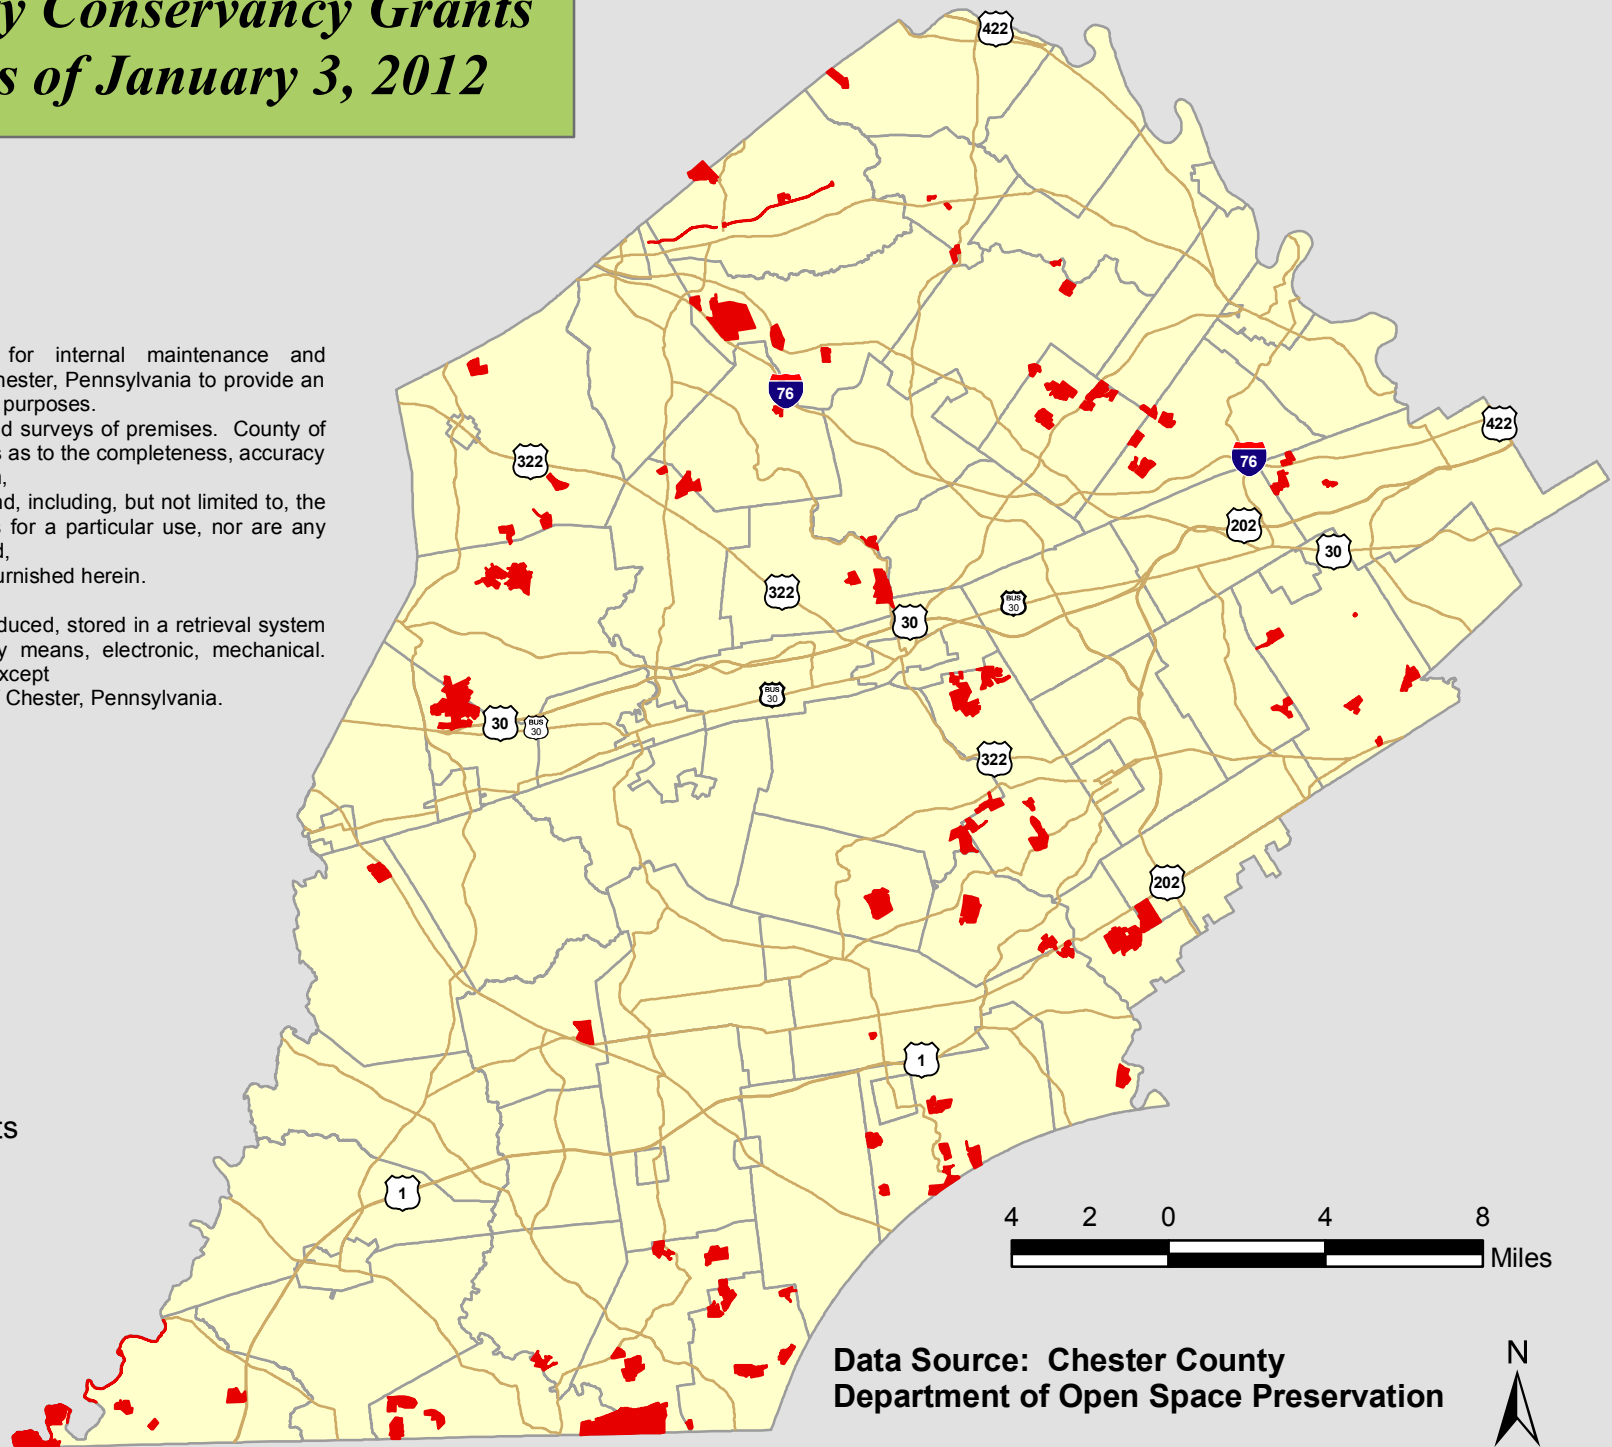 y Conservancy Grants
s of January 3, 2012
for internal maintenance and
hester, Pennsylvania to provide an
purposes.
d surveys of premises. County of
s as to the completeness, accuracy
,
nd, including, but not limited to, the
s for a particular use, nor are any
d,
urnished herein.
duced, stored in a retrieval system
y means, electronic, mechanical.
xcept
Chester, Pennsylvania.
ts
422
76
322
422
76
202
30
322
BUS
30
30
BUS
30
30
BUS
30
322
202
1
1
4 2 0 4 8
Miles
Data Source: Chester County
Department of Open Space Preservation
N